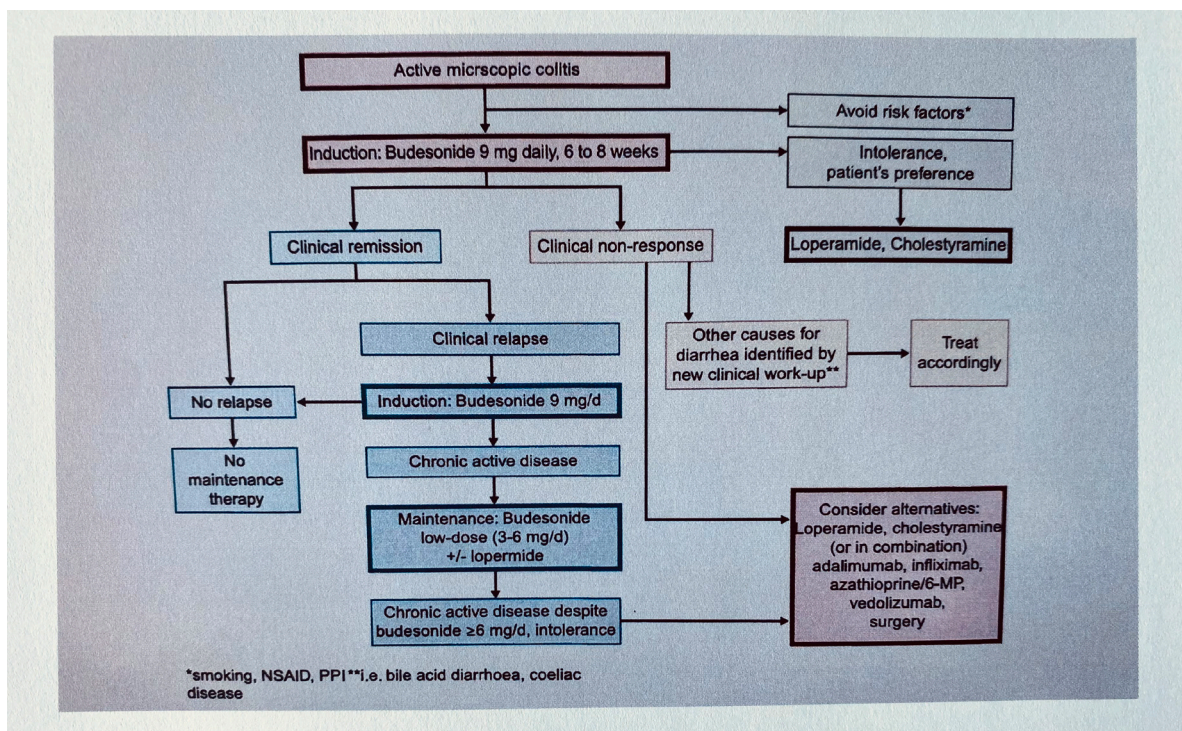 Active micrscopic colitis
Avoid risk factors*
Induction: Budesonide 9 mg daily, 6 to 8 weeks
Intolerance,
patient's preference
Clinical remission
Clinical non-response
Loperamide, Cholestyramine
Clinical relapse
Other causes for
diarrhea identified by
new clinical work-up**
Treat
accordingly
No relapse
Induction: Budesonide 9 mg/d
No
maintenance
therapy
Chronic active disease
Maintenance: Budesonide
low-dose (3-6 mg/d)
+/- lopermide
Consider alternatives:
Loperamide, cholestyramine
(or in combination)
adalimumab, infliximab,
azathioprine/6-MP,
vedolizumab,
surgery
Chronic active disease despite
budesonide ≥6 mg/d, intolerance
*smoking, NSAID, PPI**i.e. bile acid diarrhoea, coeliac
disease